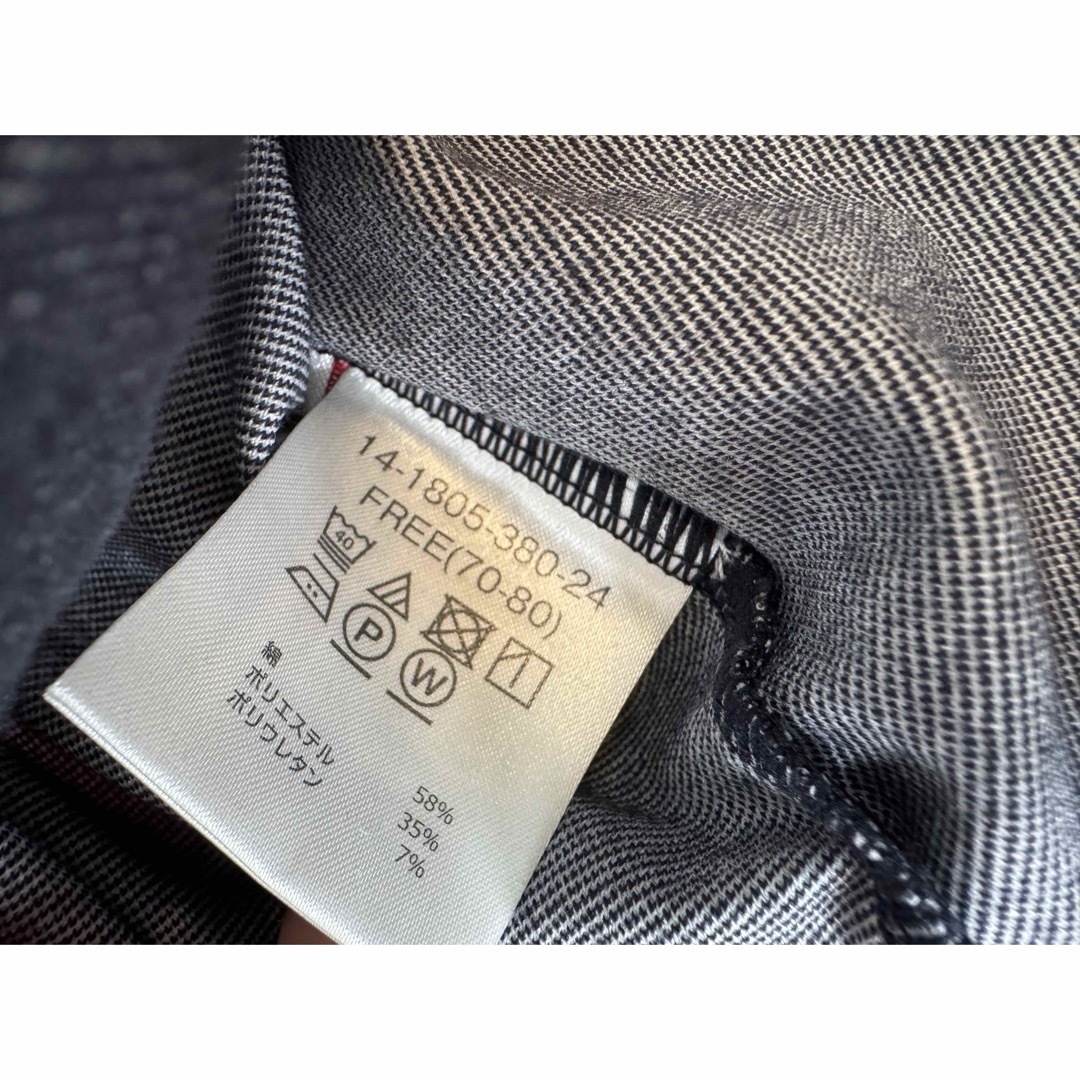 14-1805-380-24
FREE(70-80)
40
P W
綿 58%
ポリエステル 35%
ポリウレタン 7%